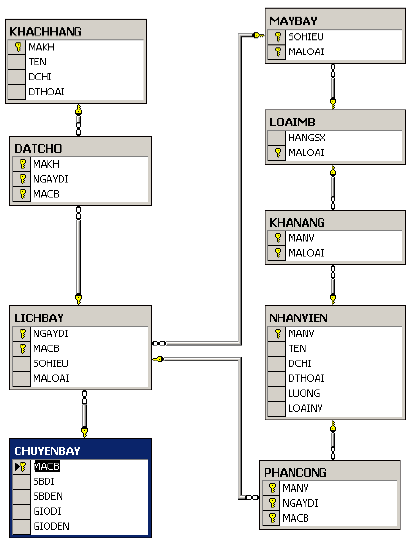 KHACHHANG
MAKH
TEN
DCHI
DTHOAI
DATCHO
MAKH
NGAYDI
MACB
LICHBAY
NGAYDI
MACB
SOHIEU
MALOAI
CHUYENBAY
MACB
SBDI
SBDEN
GIODI
GIODEN
MAYBAY
SOHIEU
MALOAI
LOAIMB
HANGSX
MALOAI
KHANANG
MANV
MALOAI
NHANVIEN
MANV
TEN
DCHI
DTHOAI
LUONG
LOAINV
PHANCONG
MANV
NGAYDI
MACB